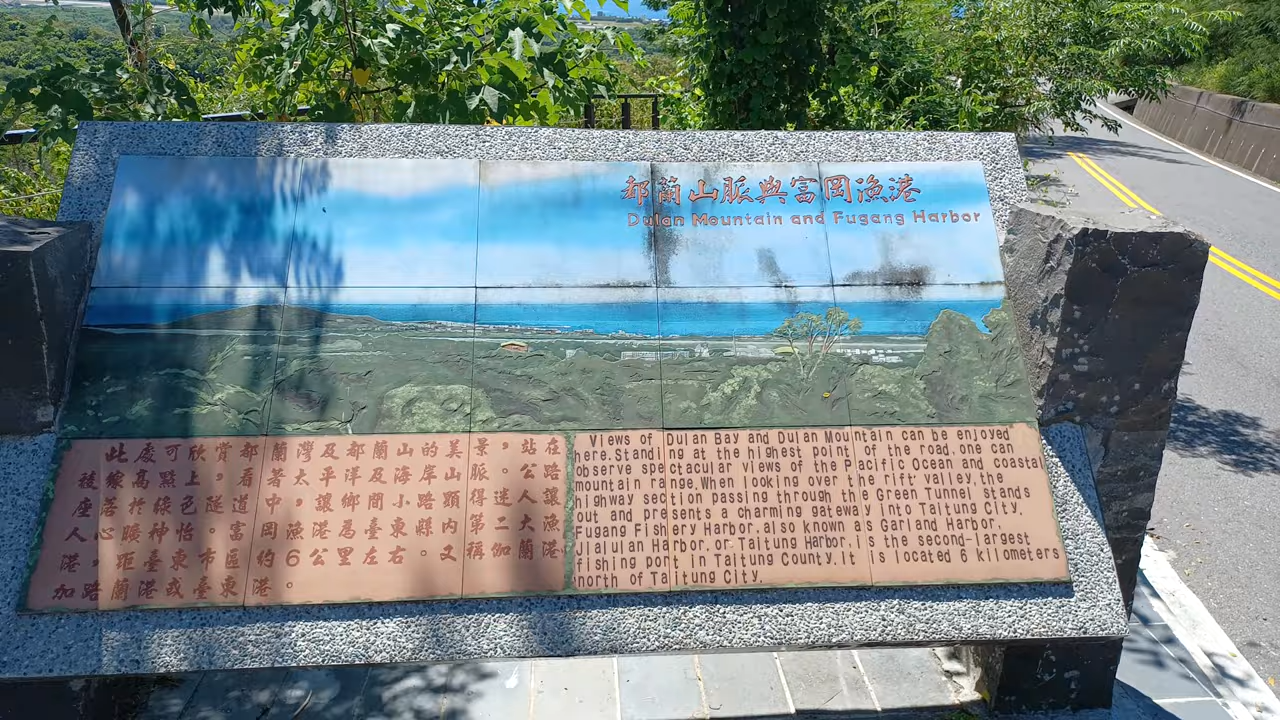 都蘭山脈與富岡漁港
Dulan Mountain and Fugang Harbor
此處可欣賞都蘭灣及都蘭山的美景，站在
稜線高點上，看著太平洋及海岸山脈。公路
座落於綠色隧道中，讓鄉間小路顯得迷人讓
人心曠神怡。富岡漁港為臺東縣內第二大漁
港，距臺東市區約6公里左右。又稱伽蘭港
加路蘭港或臺東港。
Views of Dulan Bay and Dulan Mountain can be enjoyed
here.Standing at the highest point of the road,one can
observe spectacular views of the Pacific Ocean and coastal
mountain range.When looking over the rift valley,the
highway section passing through the Green Tunnel stands
out and presents a charming gateway into Taitung City.
Fugang Fishery Harbor,also known as Garland Harbor,
Jialulan Harbor,or Taitung Harbor,is the second-largest
fishing port in Taitung County.It is located 6 kilometers
north of Taitung City.